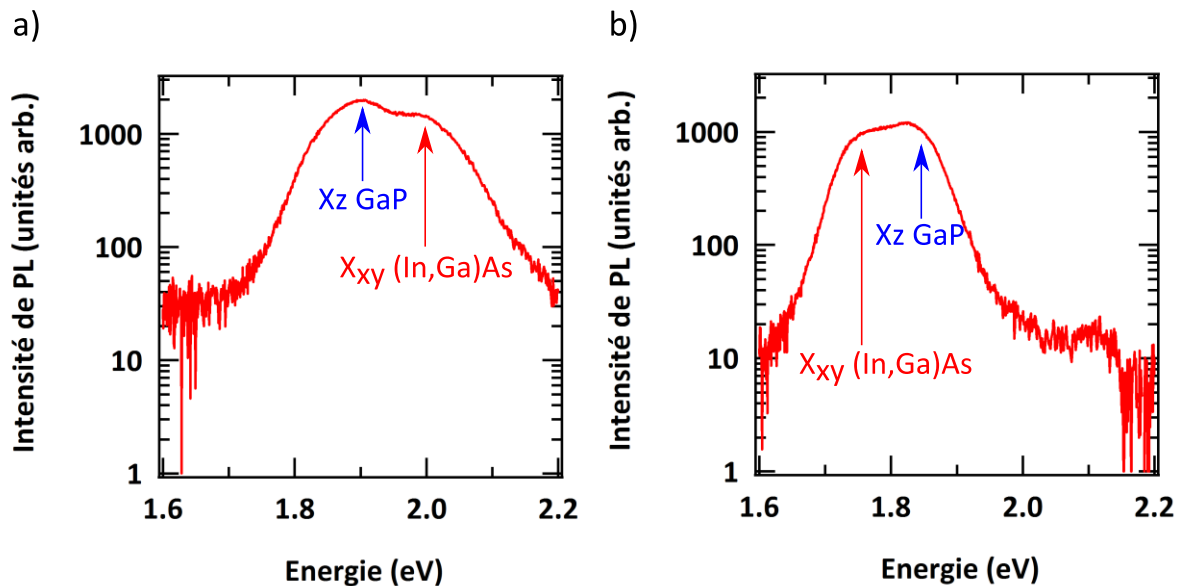 a)
Intensité de PL (unités arb.)
1000
100
10
1
Xz GaP
Xxy (In,Ga)As
1.6 1.8 2.0 2.2
Energie (eV)
b)
Intensité de PL (unités arb.)
1000
100
10
1
Xz GaP
Xxy (In,Ga)As
1.6 1.8 2.0 2.2
Energie (eV)